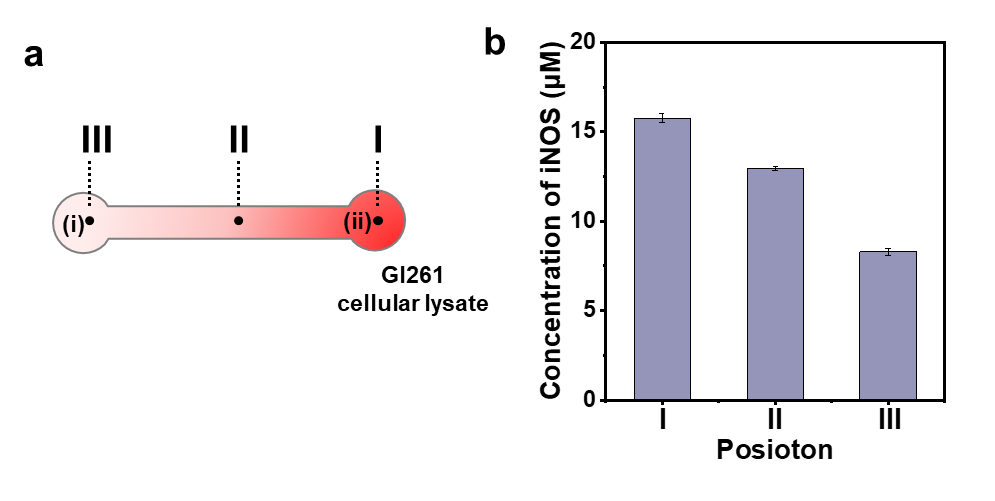 a
III
II
I
(i)
(ii)
Gl261
cellular lysate
b
Concentration of iNOS (μM)
20
15
10
5
0
I
II
III
Posioton